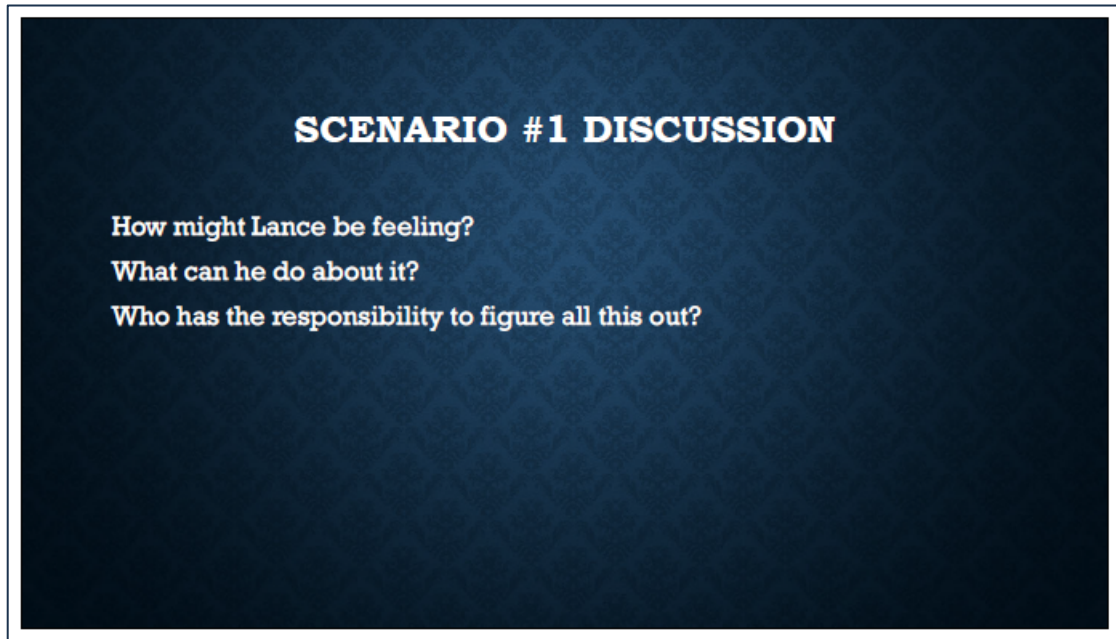 SCENARIO #1 DISCUSSION
How might Lance be feeling?
What can he do about it?
Who has the responsibility to figure all this out?